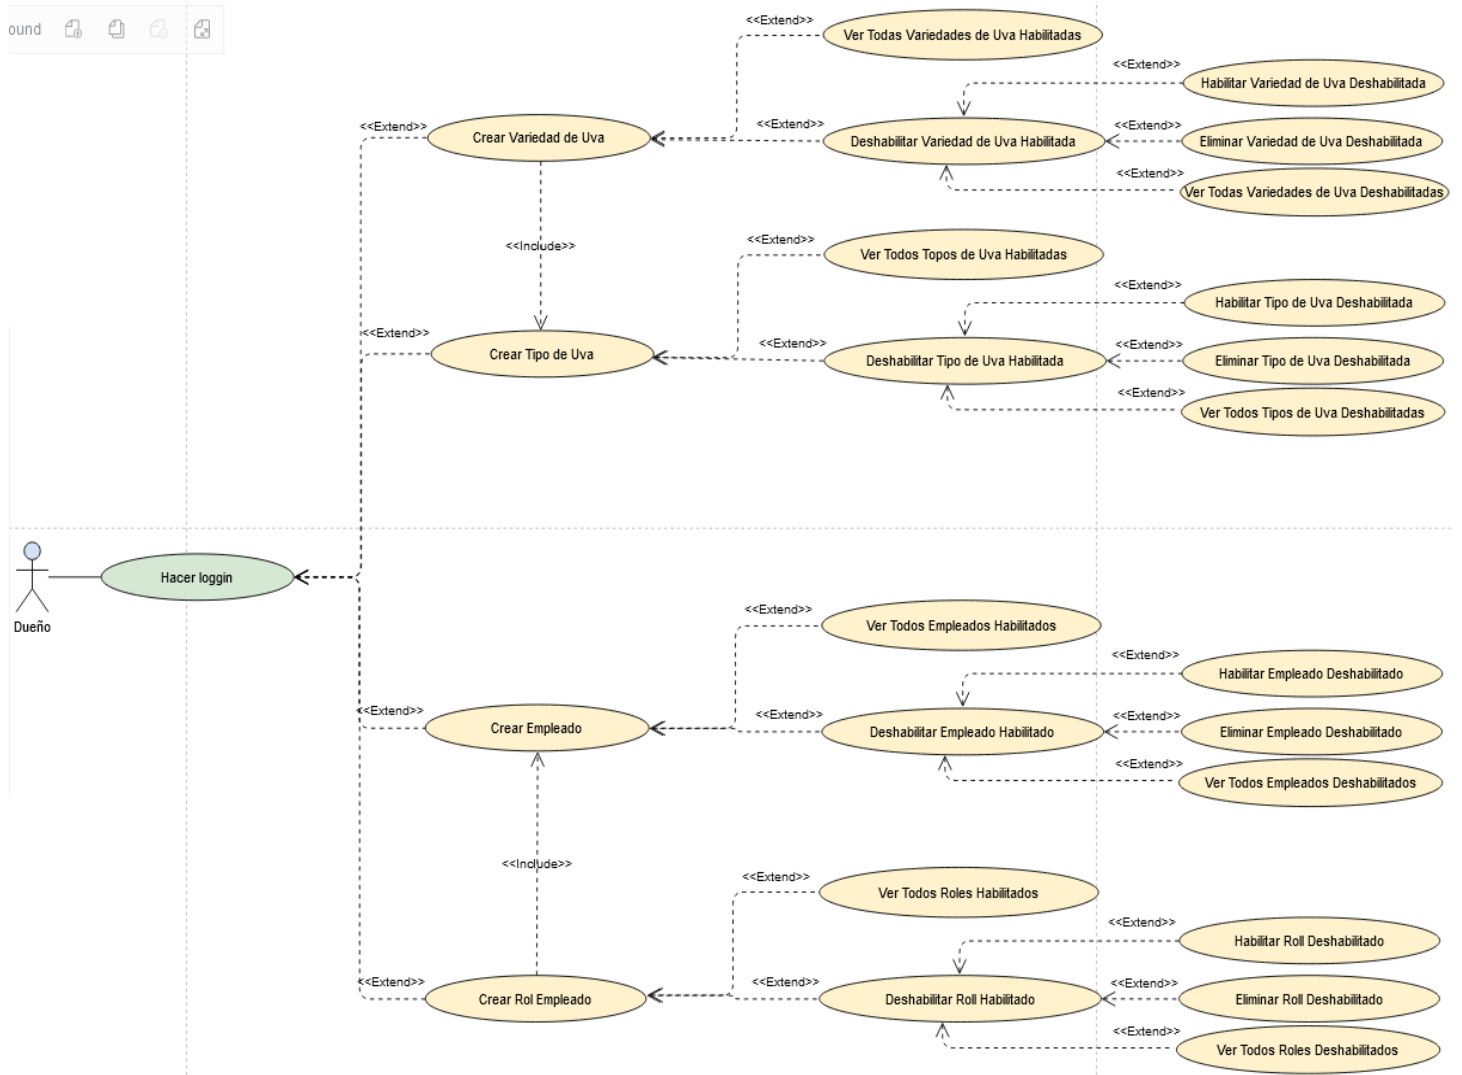 ound
<<Extend>>
Ver Todas Variedades de Uva Habilitadas
<<Extend>>
Habilitar Variedad de Uva Deshabilitada
<<Extend>>
Crear Variedad de Uva
<<Extend>>
Deshabilitar Variedad de Uva Habilitada
<<Extend>>
Eliminar Variedad de Uva Deshabilitada
<<Extend>>
Ver Todas Variedades de Uva Deshabilitadas
<<Include>>
<<Extend>>
Ver Todos Topos de Uva Habilitadas
<<Extend>>
Habilitar Tipo de Uva Deshabilitada
<<Extend>>
Crear Tipo de Uva
<<Extend>>
Deshabilitar Tipo de Uva Habilitada
<<Extend>>
Eliminar Tipo de Uva Deshabilitada
<<Extend>>
Ver Todos Tipos de Uva Deshabilitadas
Hacer loggin
Dueño
<<Extend>>
Ver Todos Empleados Habilitados
<<Extend>>
Habilitar Empleado Deshabilitado
<<Extend>>
Crear Empleado
<<Extend>>
Deshabilitar Empleado Habilitado
<<Extend>>
Eliminar Empleado Deshabilitado
<<Extend>>
Ver Todos Empleados Deshabilitados
<<Include>>
<<Extend>>
Ver Todos Roles Habilitados
<<Extend>>
Habilitar Roll Deshabilitado
<<Extend>>
Crear Rol Empleado
<<Extend>>
Deshabilitar Roll Habilitado
<<Extend>>
Eliminar Roll Deshabilitado
<<Extend>>
Ver Todos Roles Deshabilitados